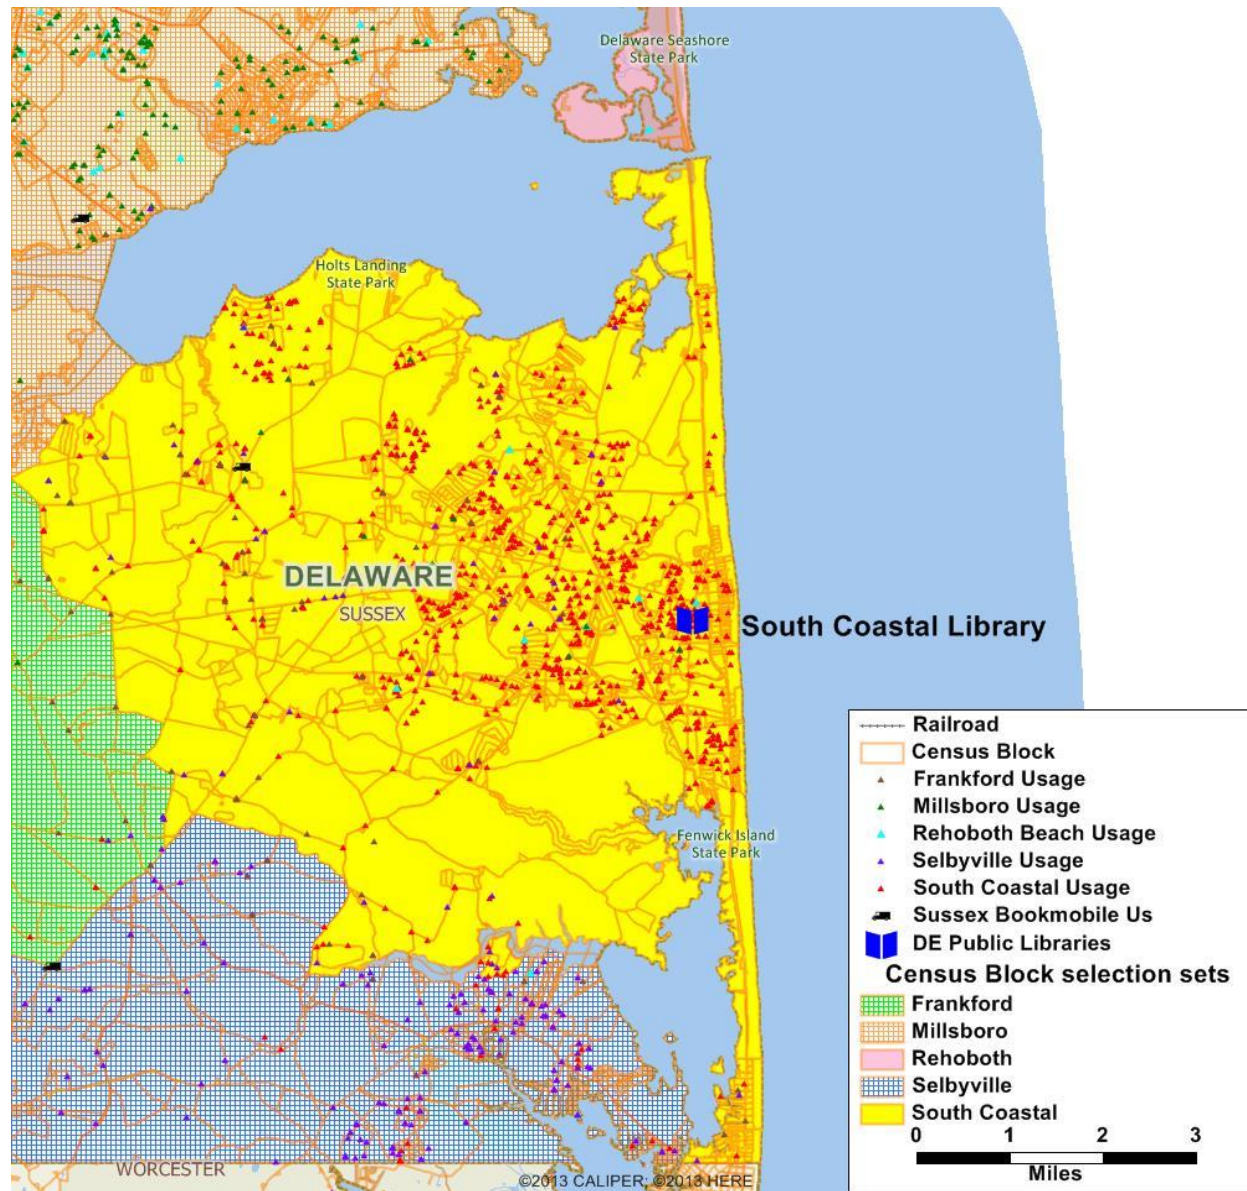 Delaware Seashore
State Park
Holts Landing
State Park
DELAWARE
SUSSEX
South Coastal Library
Fenwick Island
State Park
WORCESTER
©2013 CALIPER; ©2013 HERE
Railroad
Census Block
Frankford Usage
Millsboro Usage
Rehoboth Beach Usage
Selbyville Usage
South Coastal Usage
Sussex Bookmobile Us
DE Public Libraries
Census Block selection sets
Frankford
Millsboro
Rehoboth
Selbyville
South Coastal
0 1 2 3
Miles